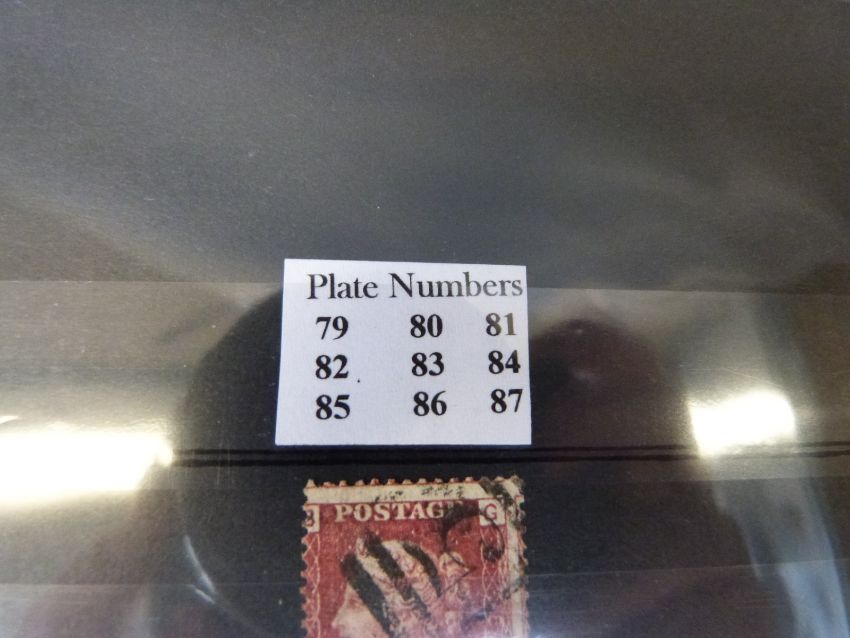 Plate Numbers
79 80 81
82 83 84
85 86 87
POSTAGE G